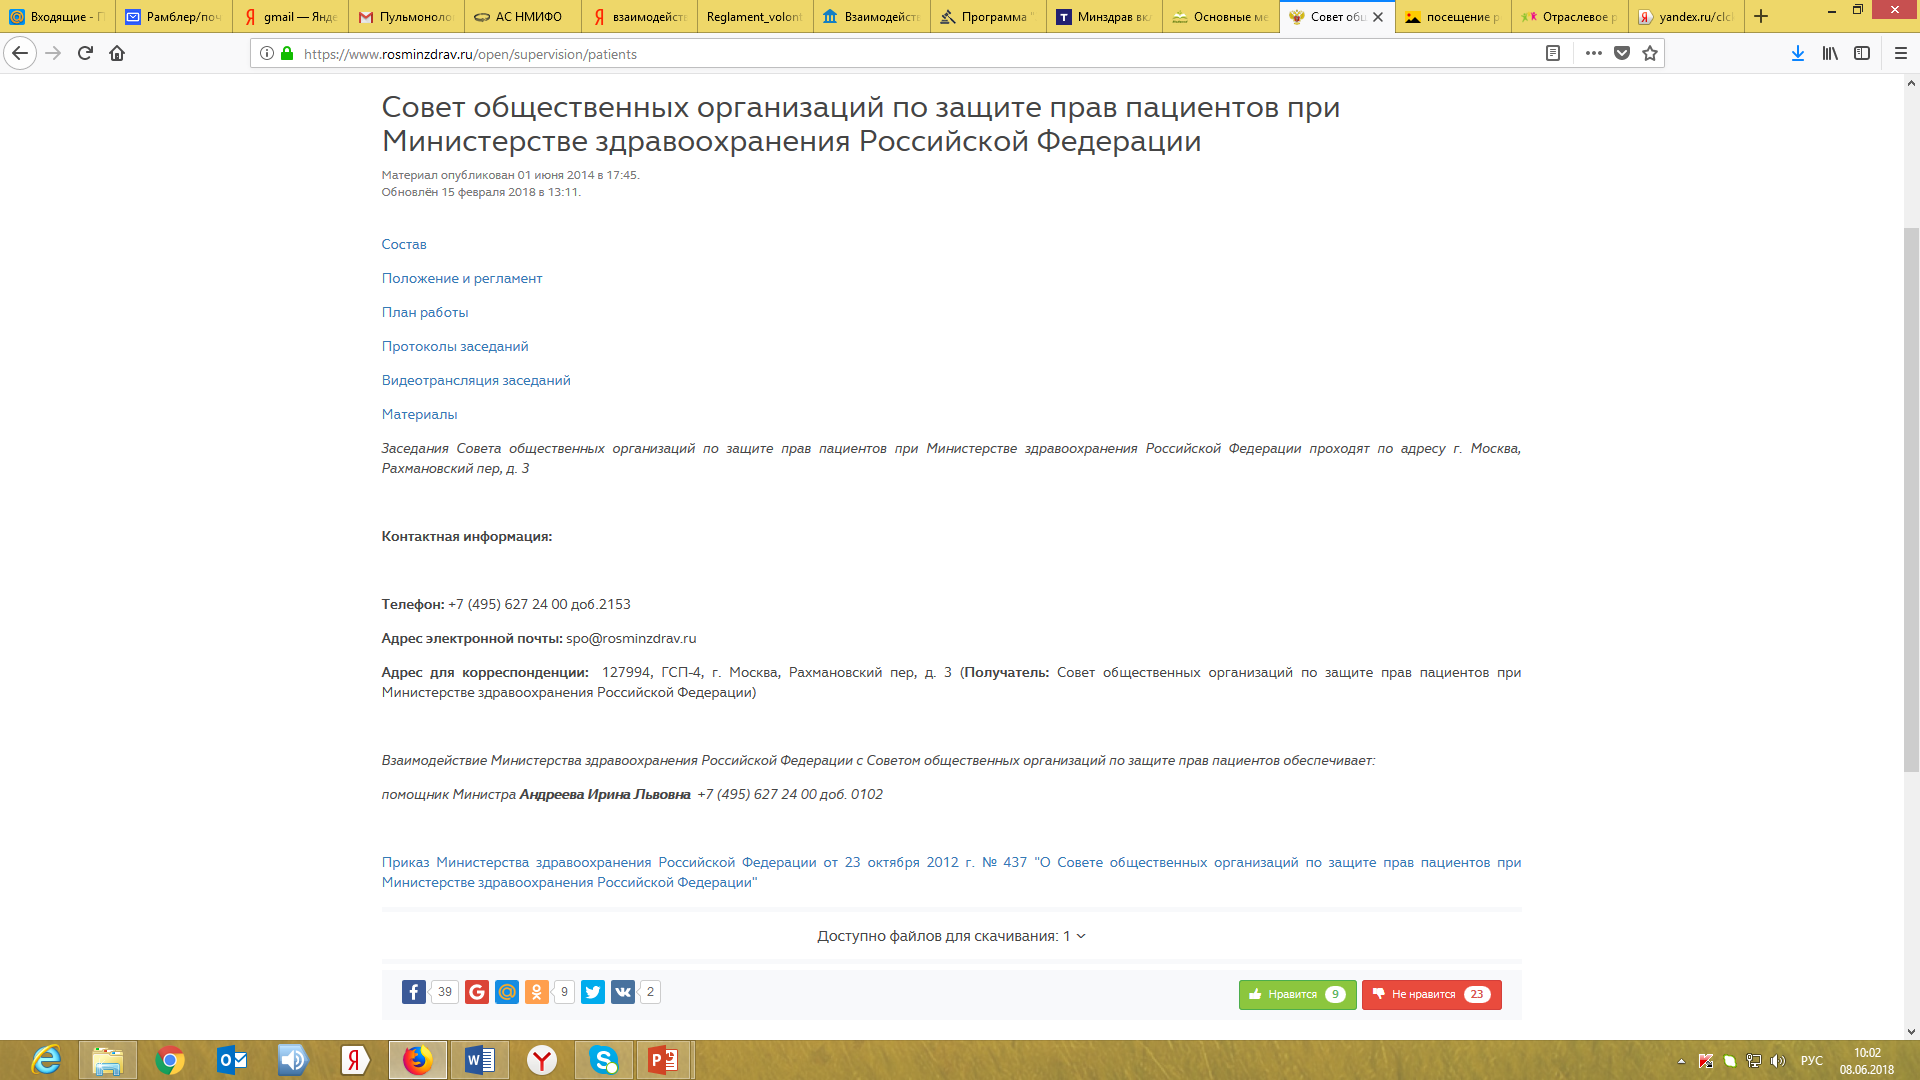 Входящие - П
Рамблер/поч
gmail — Янде
Пульмоноло
АС НМИФО
взаимодейст
Reglament_volont
Взаимодейст
Программа "
Минздрав вкл
Основные ме
Совет общ
посещение р
Отраслевое р
yandex.ru/clcl
https://www.rosminzdrav.ru/open/supervision/patients
Совет общественных организаций по защите прав пациентов при
Министерстве здравоохранения Российской Федерации
Материал опубликован 01 июня 2014 в 17:45.
Обновлён 15 февраля 2018 в 13:11.
Состав
Положение и регламент
План работы
Протоколы заседаний
Видеотрансляция заседаний
Материалы
Заседания Совета общественных организаций по защите прав пациентов при Министерстве здравоохранения Российской Федерации проходят по адресу г. Москва,
Рахмановский пер, д. 3
Контактная информация:
Телефон: +7 (495) 627 24 00 доб.2153
Адрес электронной почты: spo@rosminzdrav.ru
Адрес для корреспонденции: 127994, ГСП-4, г. Москва, Рахмановский пер, д. 3 (Получатель: Совет общественных организаций по защите прав пациентов при
Министерстве здравоохранения Российской Федерации)
Взаимодействие Министерства здравоохранения Российской Федерации с Советом общественных организаций по защите прав пациентов обеспечивает:
помощник Министра Андреева Ирина Львовна +7 (495) 627 24 00 доб. 0102
Приказ Министерства здравоохранения Российской Федерации от 23 октября 2012 г. № 437 "О Совете общественных организаций по защите прав пациентов при
Министерстве здравоохранения Российской Федерации"
Доступно файлов для скачивания: 1
39 9 2 Нравится 9 Не нравится 23
РУС
10:02
08.06.2018